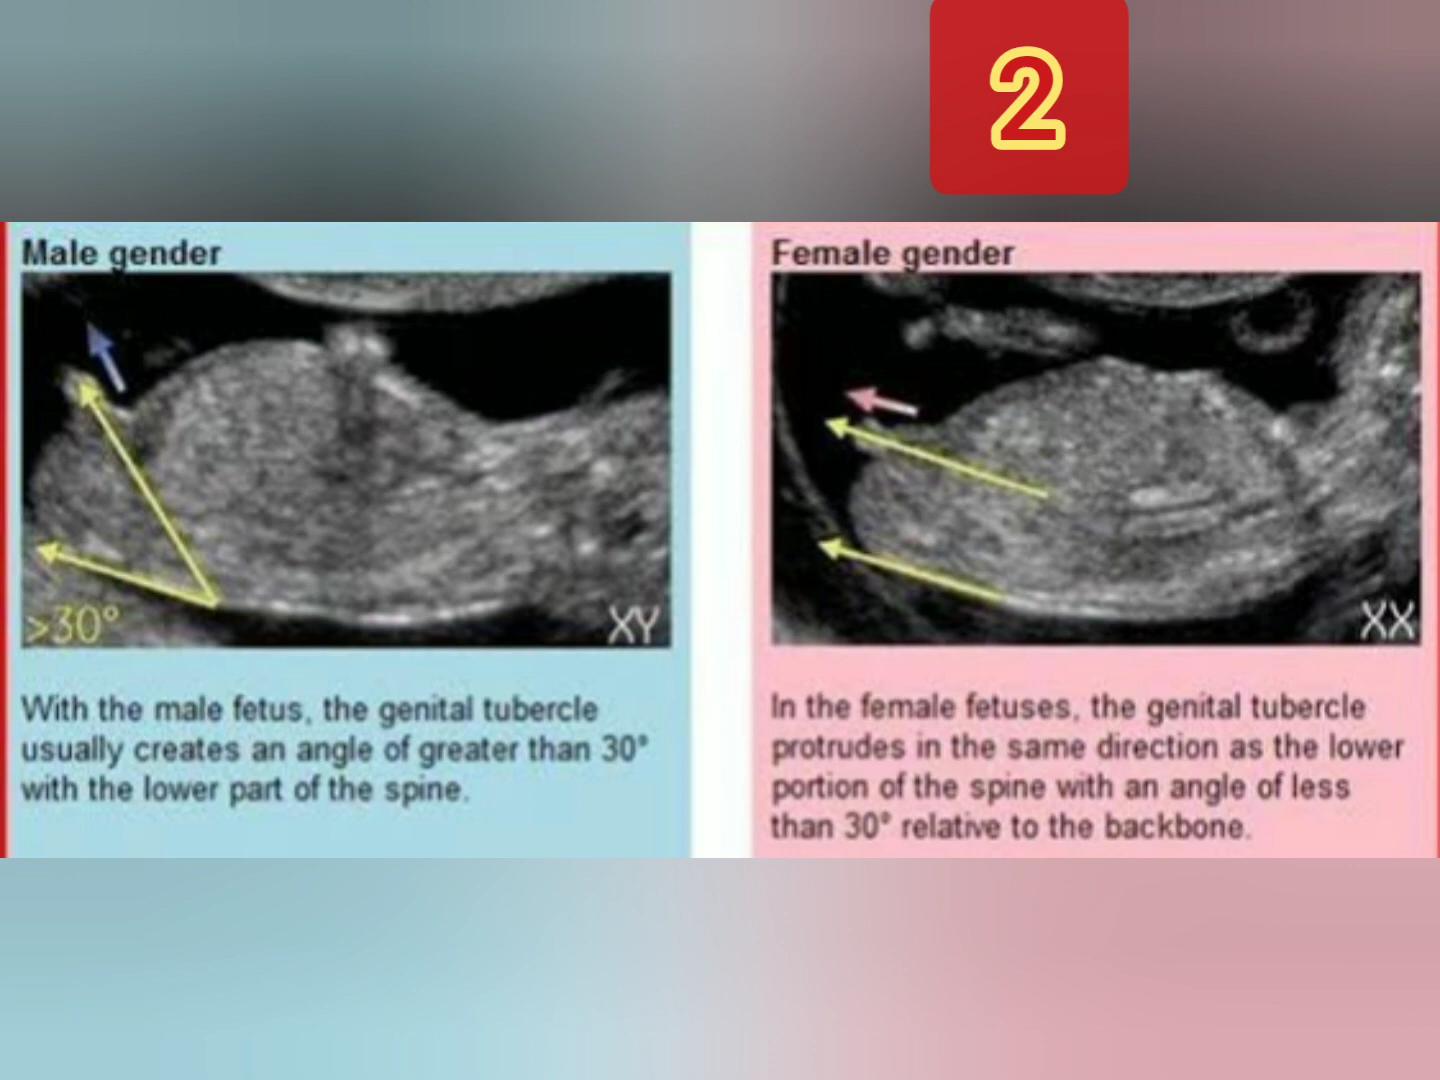 2
Male gender
>30°
XY
With the male fetus, the genital tubercle
usually creates an angle of greater than 30°
with the lower part of the spine.
Female gender
XX
In the female fetuses, the genital tubercle
protrudes in the same direction as the lower
portion of the spine with an angle of less
than 30° relative to the backbone.